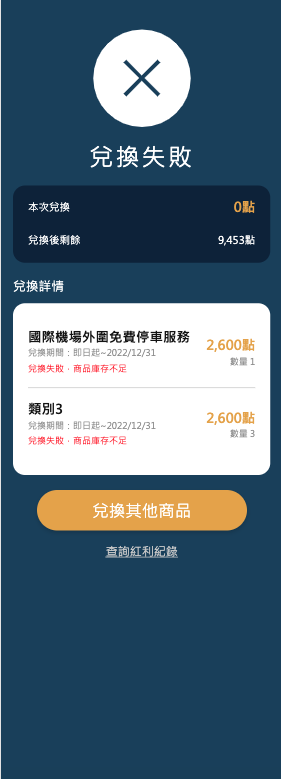 兌換失敗
本次兌換 0點
兌換後剩餘 9,453點
兌換詳情
國際機場外圍免費停車服務
2,600點
兌換期間：即日起~2022/12/31
數量 1
兌換失敗，商品庫存不足
類別3
2,600點
兌換期間：即日起~2022/12/31
數量 3
兌換失敗，商品庫存不足
兌換其他商品
查詢紅利紀錄